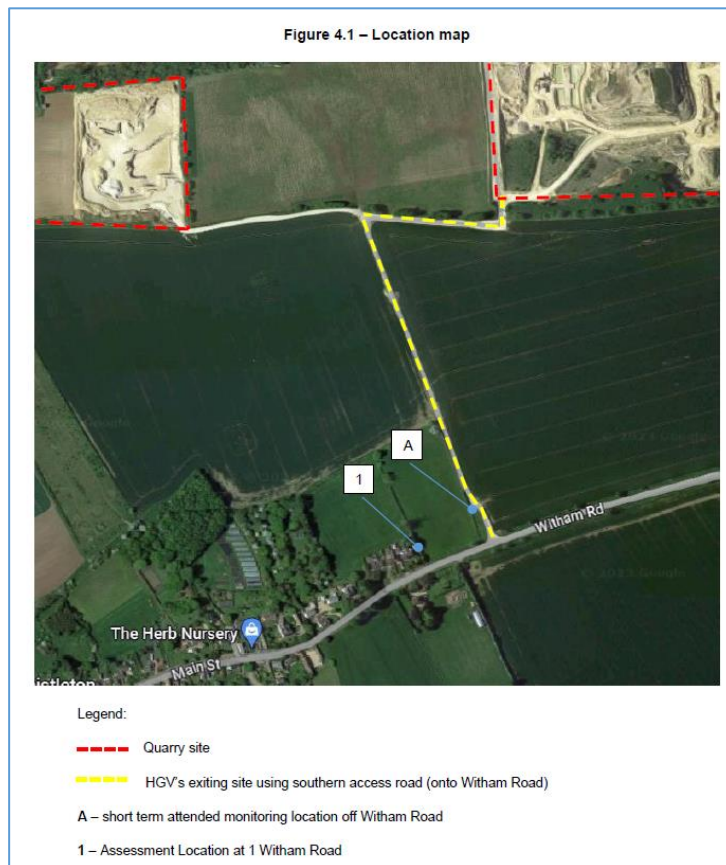 Figure 4.1 – Location map
A
1
Witham Rd
The Herb Nursery
Main St
istleton
Legend:
Quarry site
HGV's exiting site using southern access road (onto Witham Road)
A – short term attended monitoring location off Witham Road
1 – Assessment Location at 1 Witham Road